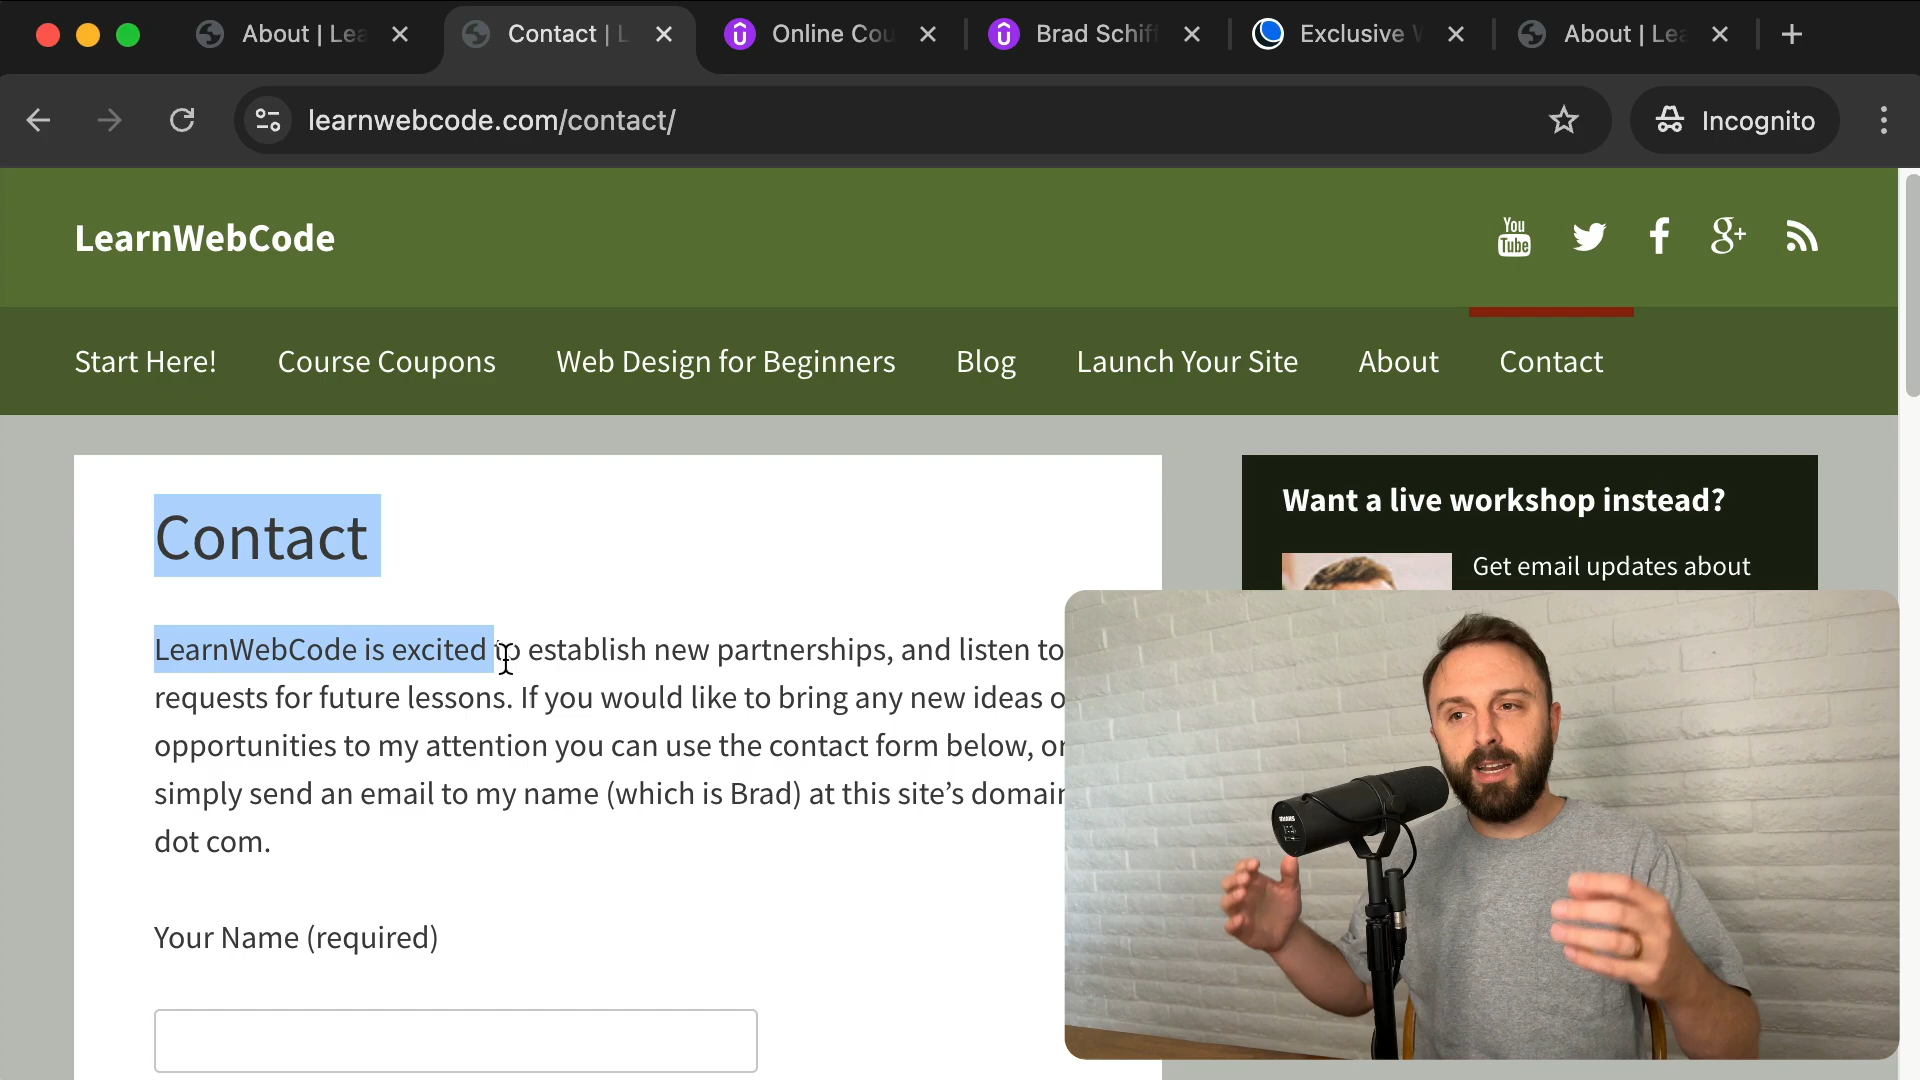 About | Lea
Contact | L
Online Cou
Brad Schiff
Exclusive W
About | Lea
learnwebcode.com/contact/
Incognito
LearnWebCode
You
Tube
g+
Start Here!
Course Coupons
Web Design for Beginners
Blog
Launch Your Site
About
Contact
Contact
LearnWebCode is excited to establish new partnerships, and listen to
requests for future lessons. If you would like to bring any new ideas o
opportunities to my attention you can use the contact form below, or
simply send an email to my name (which is Brad) at this site’s domain
dot com.
Your Name (required)
Want a live workshop instead?
Get email updates about